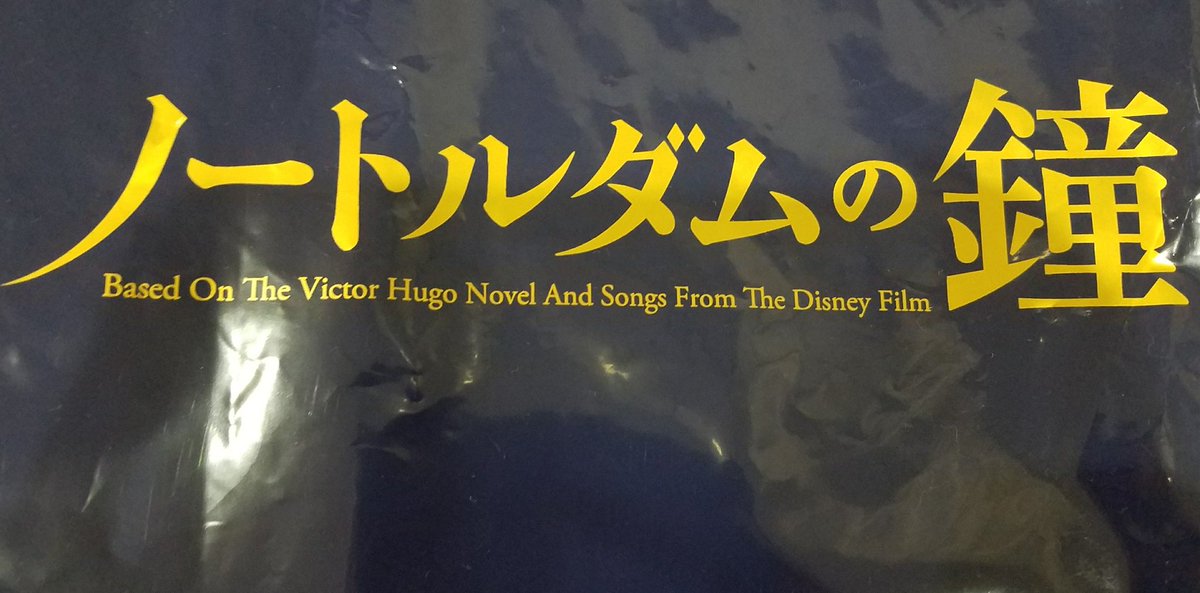 ノートルダムの鐘
Based On The Victor Hugo Novel And Songs From The Disney Film